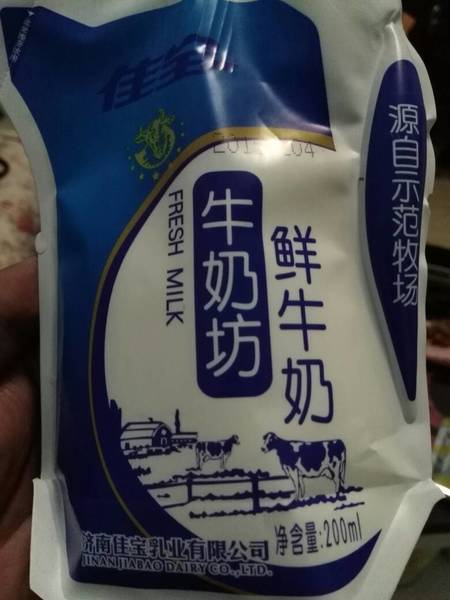 佳宝
源自示范牧场
FRESH MILK
牛奶坊
鲜牛奶
济南佳宝乳业有限公司
JINAN JIABAO DAIRY CO.,LTD.
净含量:200ml